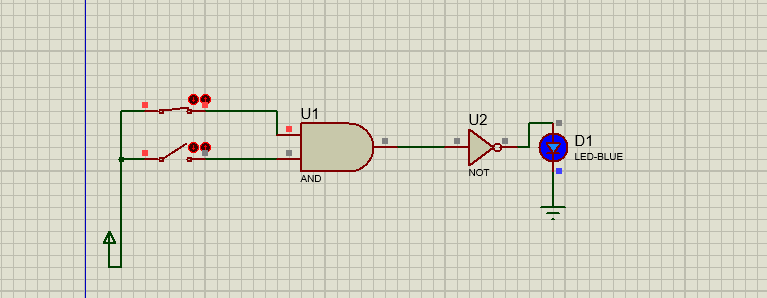 U1
AND
U2
NOT
D1
LED-BLUE